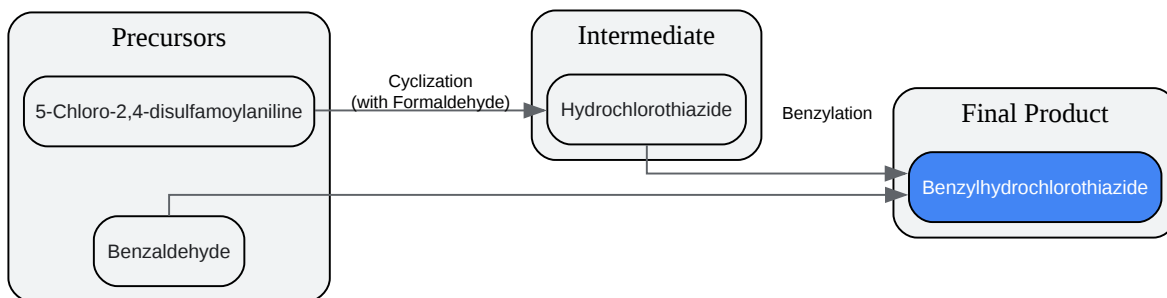 Precursors
5-Chloro-2,4-disulfamoylaniline
Benzaldehyde
Cyclization
(with Formaldehyde)
Intermediate
Hydrochlorothiazide
Benzylation
Final Product
Benzylhydrochlorothiazide